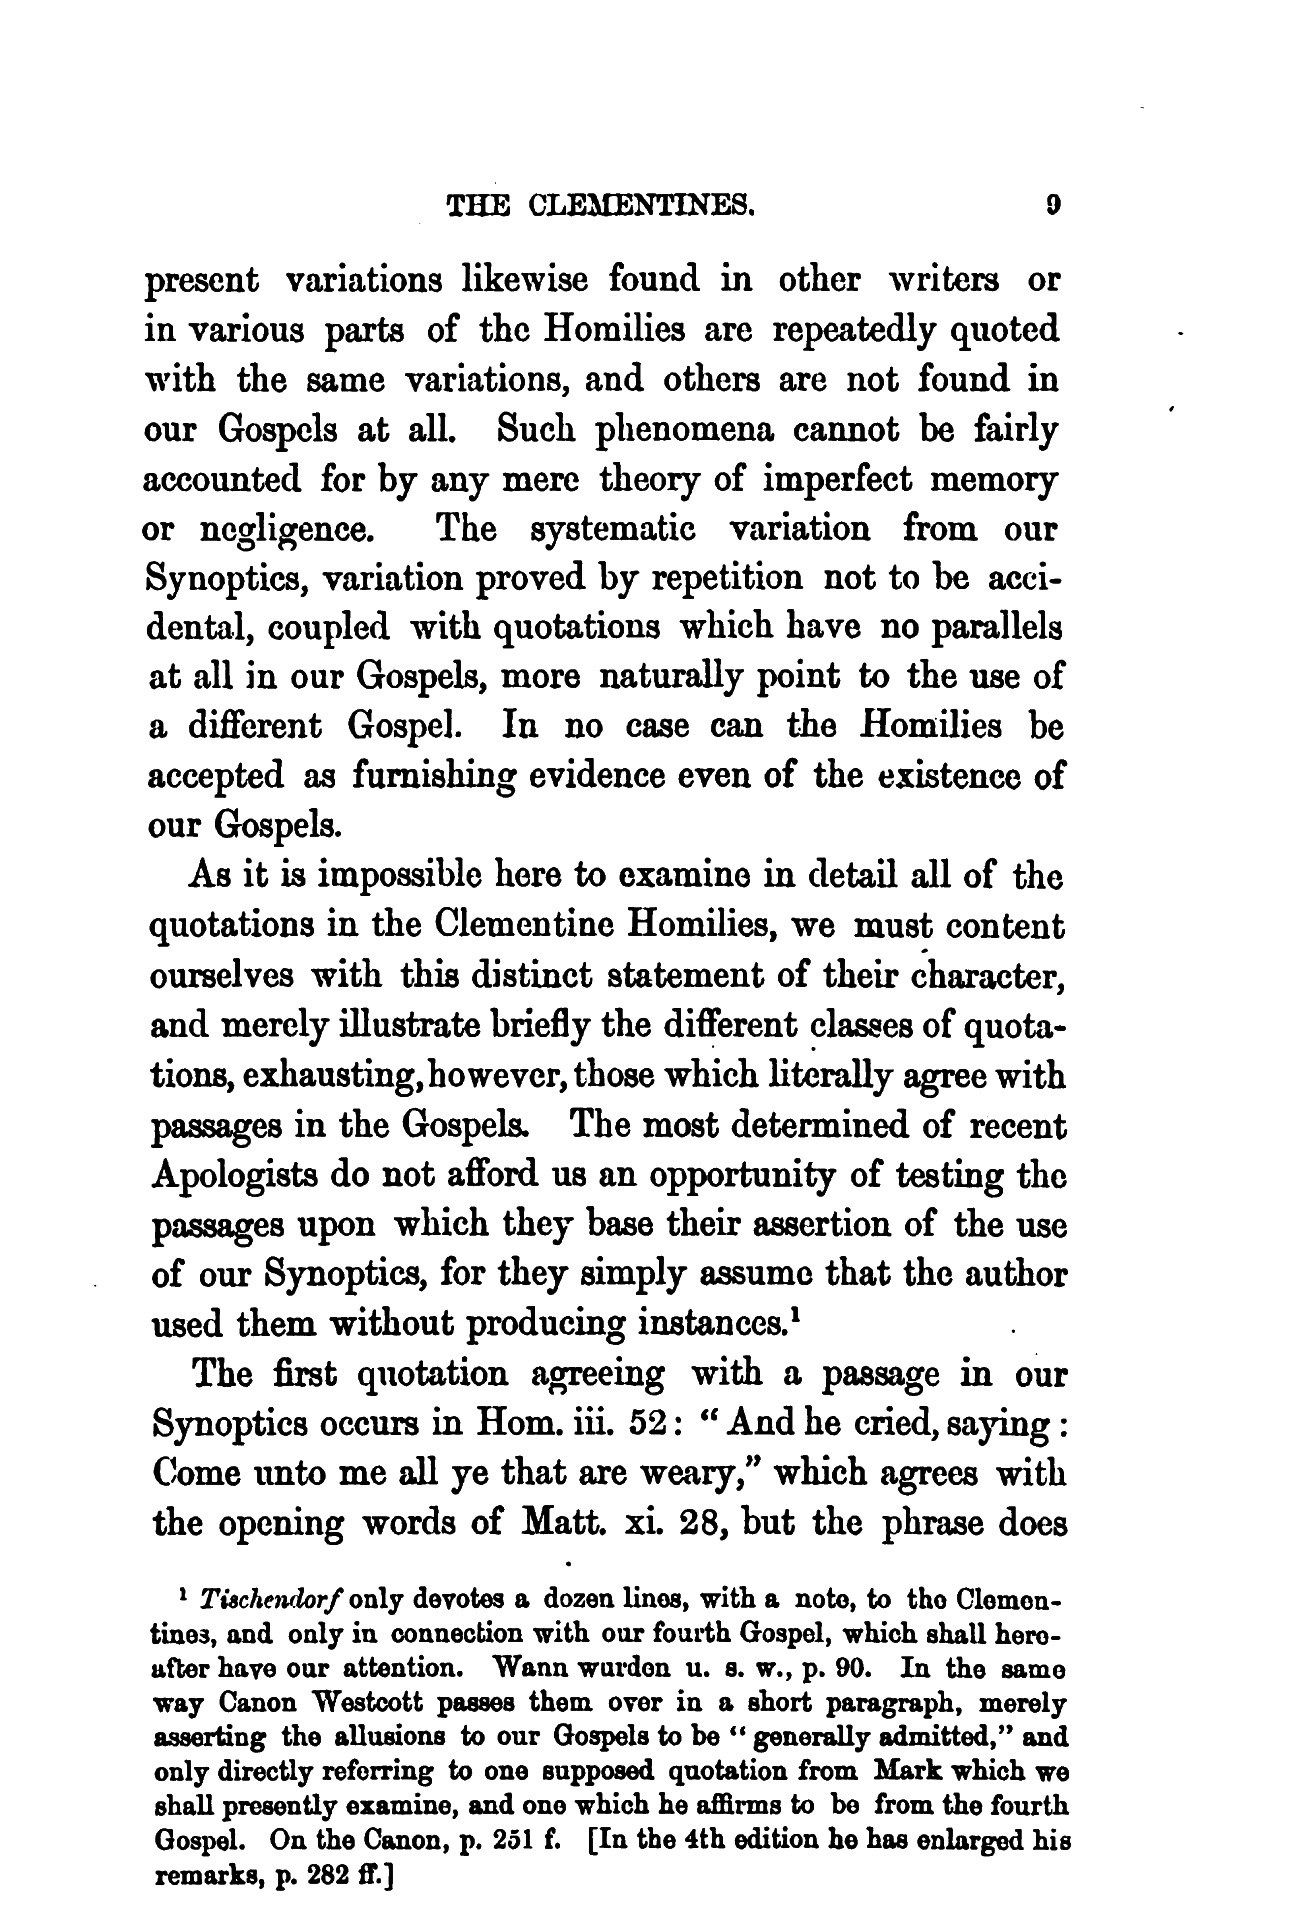 THE CLEMENTINES. 9
present variations likewise found in other writers or
in various parts of the Homilies are repeatedly quoted
with the same variations, and others are not found in
our Gospels at all. Such phenomena cannot be fairly
accounted for by any mere theory of imperfect memory
or negligence. The systematic variation from our
Synoptics, variation proved by repetition not to be acci-
dental, coupled with quotations which have no parallels
at all in our Gospels, more naturally point to the use of
a different Gospel. In no case can the Homilies be
accepted as furnishing evidence even of the existence of
our Gospels.
As it is impossible here to examine in detail all of the
quotations in the Clementine Homilies, we must content
ourselves with this distinct statement of their character,
and merely illustrate briefly the different classes of quota-
tions, exhausting, however, those which literally agree with
passages in the Gospels. The most determined of recent
Apologists do not afford us an opportunity of testing the
passages upon which they base their assertion of the use
of our Synoptics, for they simply assume that the author
used them without producing instances.¹
The first quotation agreeing with a passage in our
Synoptics occurs in Hom. iii. 52: “And he cried, saying:
Come unto me all ye that are weary,” which agrees with
the opening words of Matt. xi. 28, but the phrase does
¹ Tischendorf only devotes a dozen lines, with a note, to the Clemen-
tines, and only in connection with our fourth Gospel, which shall here-
after have our attention. Wann wurden u. s. w., p. 90. In the same
way Canon Westcott passes them over in a short paragraph, merely
asserting the allusions to our Gospels to be “generally admitted,” and
only directly referring to one supposed quotation from Mark which we
shall presently examine, and one which he affirms to be from the fourth
Gospel. On the Canon, p. 251 f. [In the 4th edition he has enlarged his
remarks, p. 282 ff.]